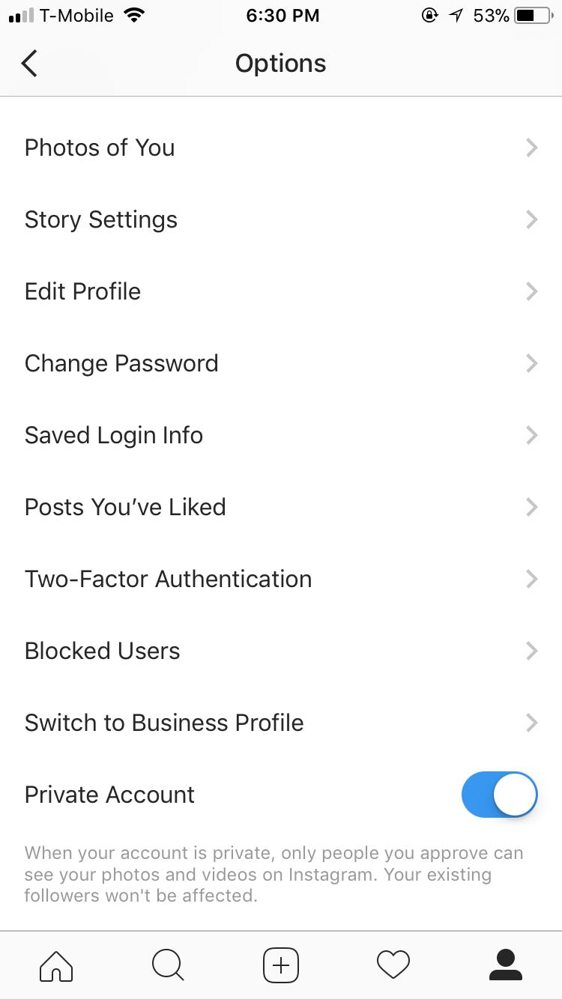 T-Mobile 6:30 PM 53%
Options
Photos of You
Story Settings
Edit Profile
Change Password
Saved Login Info
Posts You’ve Liked
Two-Factor Authentication
Blocked Users
Switch to Business Profile
Private Account
When your account is private, only people you approve can
see your photos and videos on Instagram. Your existing
followers won't be affected.